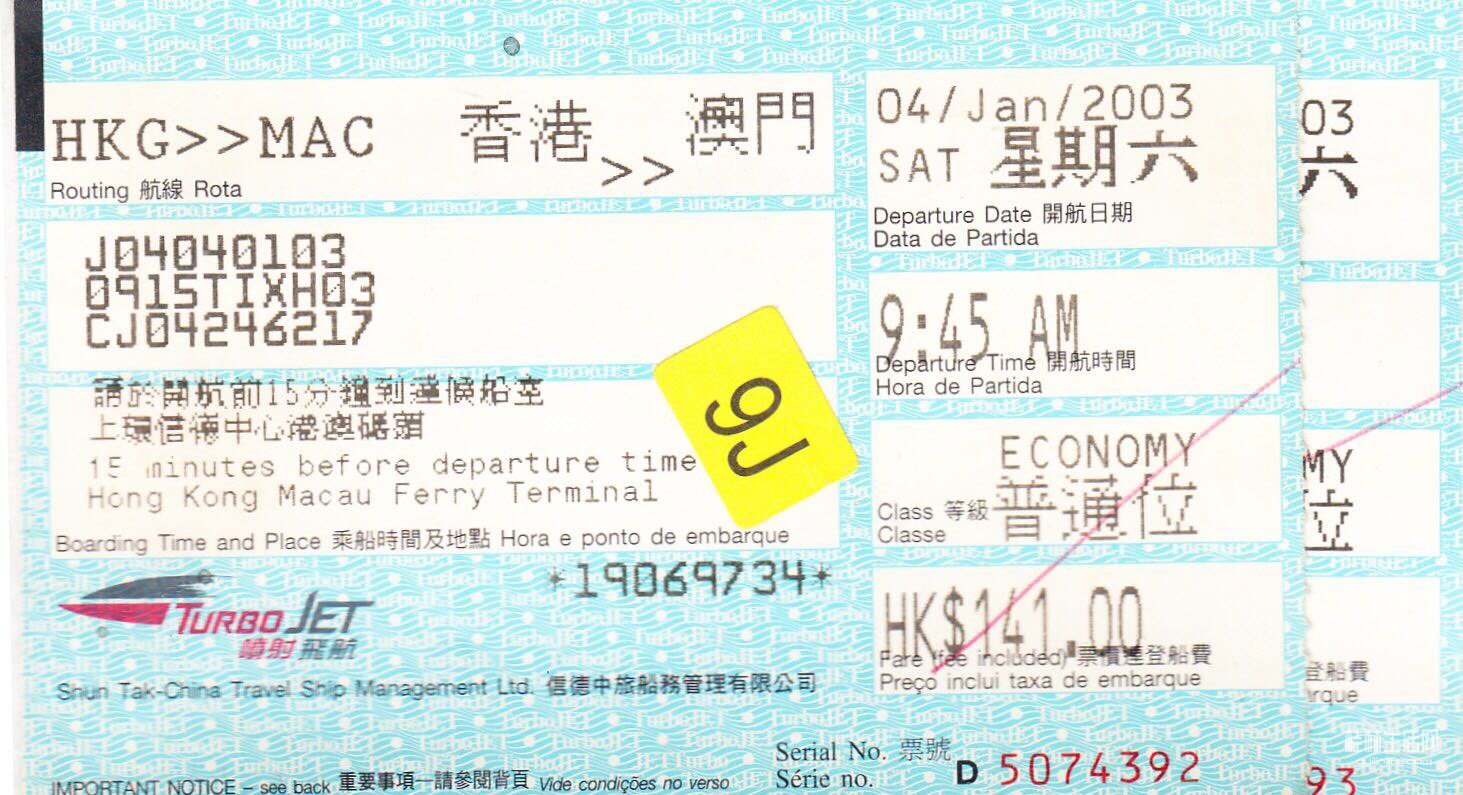 HKG>>MAC 香港 >> 澳門
Routing 航線 Rota
04/Jan/2003
SAT 星期六
Departure Date 開航日期
Data de Partida
J04040103
0915TIXH03
CJ04246217
9:45 AM
Departure Time 開航時間
Hora de Partida
請於開航前15分鐘到達候船室
上環信德中心港澳碼頭
15 minutes before departure time
Hong Kong Macau Ferry Terminal
Boarding Time and Place 乘船時間及地點 Hora e ponto de embarque
9J
ECONOMY
Class 等級 普通位
Classe
*19069734*
HK$141.00
Fare (fee included) 票價連登船費
Preço inclui taxa de embarque
TURBOJET
噴射飛航
Shun Tak-China Travel Ship Management Ltd. 信德中旅船務管理有限公司
Serial No. 票號
Série no. D 5074392
IMPORTANT NOTICE – see back 重要事項—請參閱背頁 Vide condições no verso
03
六
MY
位
登船費
rque
93